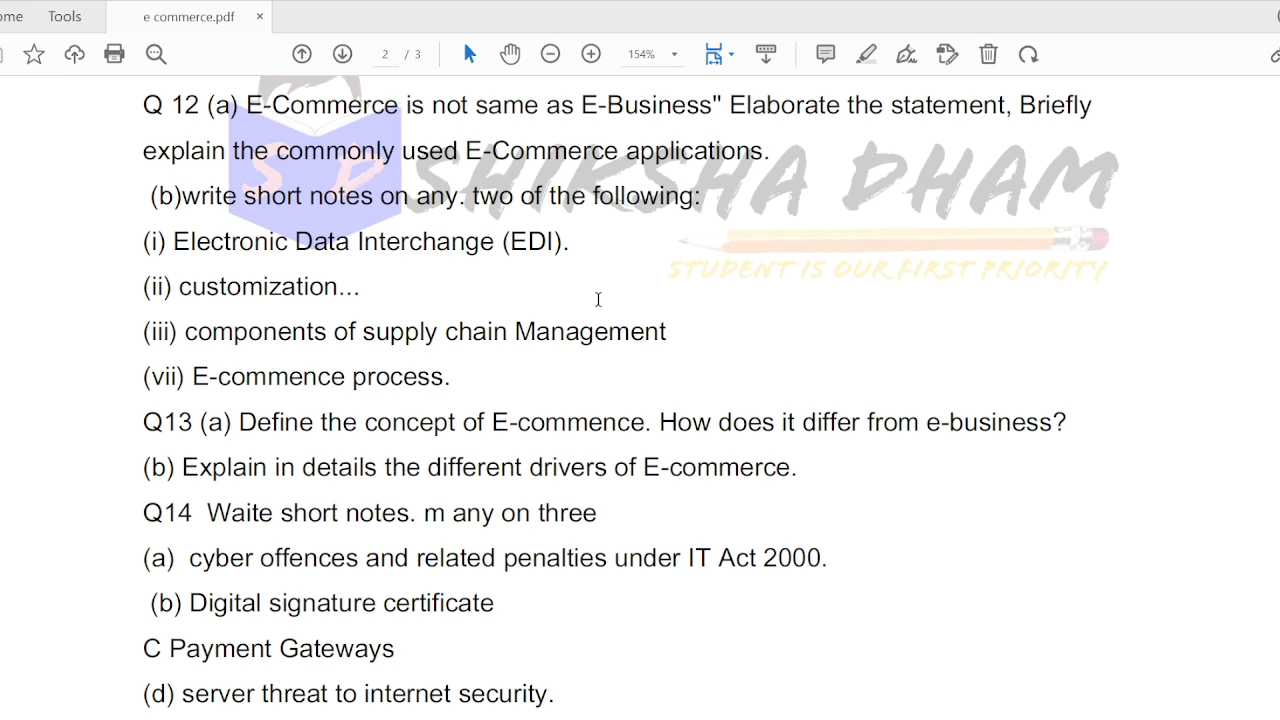 ome Tools e commerce.pdf ×
2 / 3 154%
Q 12 (a) E-Commerce is not same as E-Business" Elaborate the statement, Briefly
explain the commonly used E-Commerce applications.
(b)write short notes on any. two of the following:
(i) Electronic Data Interchange (EDI).
(ii) customization...
(iii) components of supply chain Management
(vii) E-commence process.
Q13 (a) Define the concept of E-commence. How does it differ from e-business?
(b) Explain in details the different drivers of E-commerce.
Q14 Waite short notes. m any on three
(a) cyber offences and related penalties under IT Act 2000.
(b) Digital signature certificate
C Payment Gateways
(d) server threat to internet security.
S D SHIKSHA DHAM
STUDENT IS OUR FIRST PRIORITY